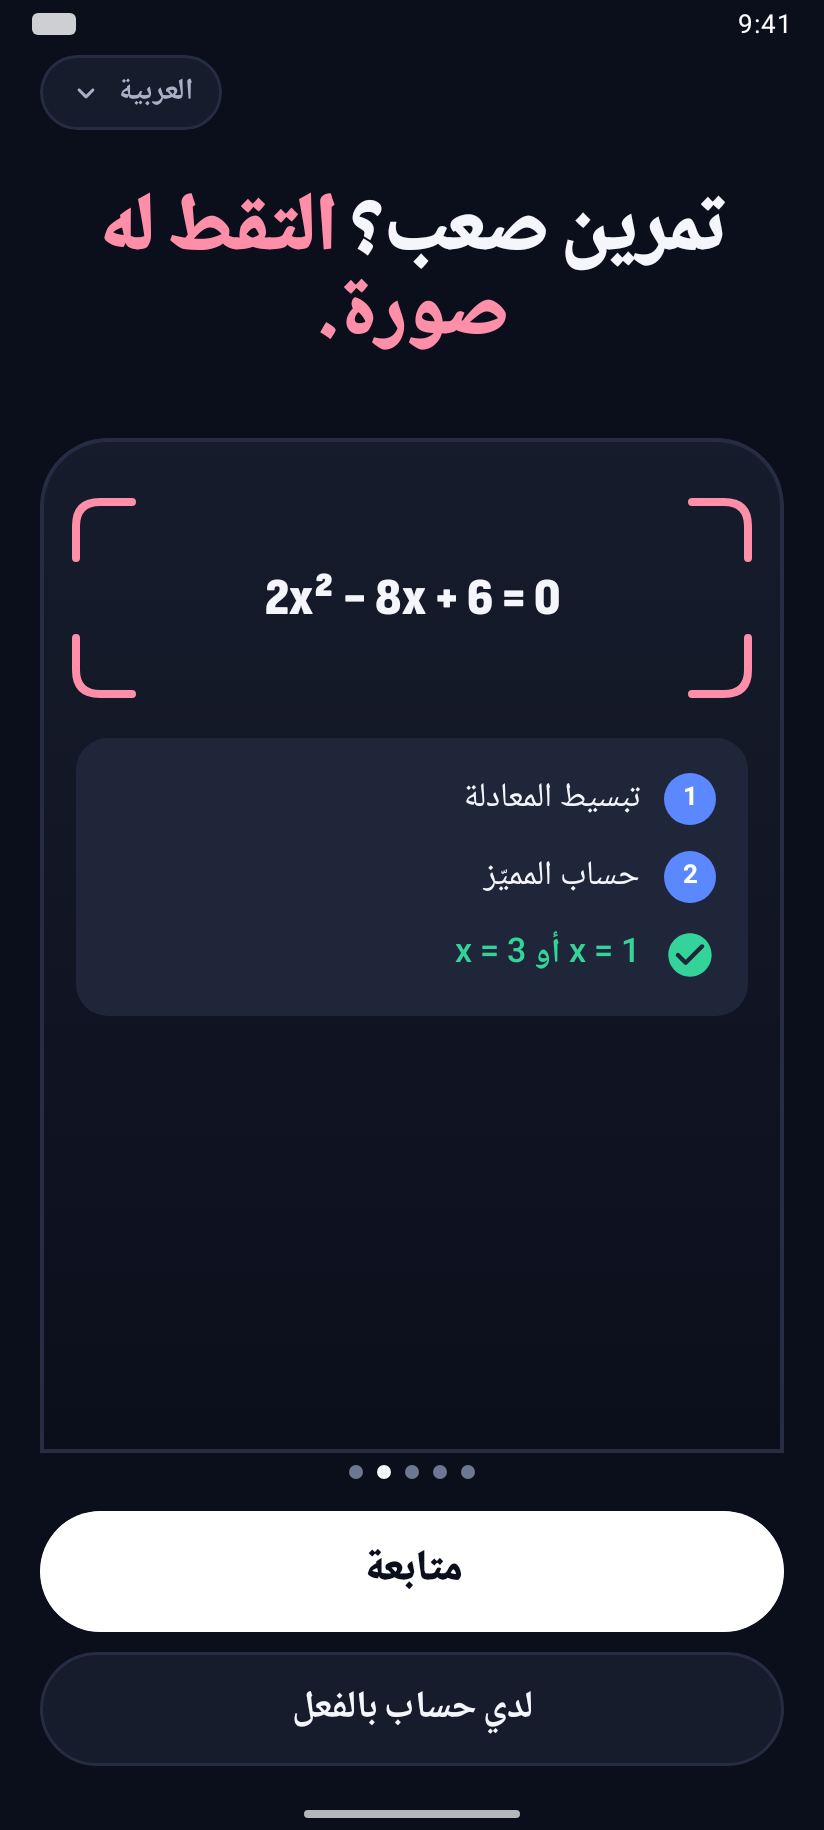 9:41
العربية
تمرين صعب؟ التقط له
صورة.
2x² − 8x + 6 = 0
1 تبسيط المعادلة
2 حساب المميّز
x = 1 أو x = 3
متابعة
لدي حساب بالفعل